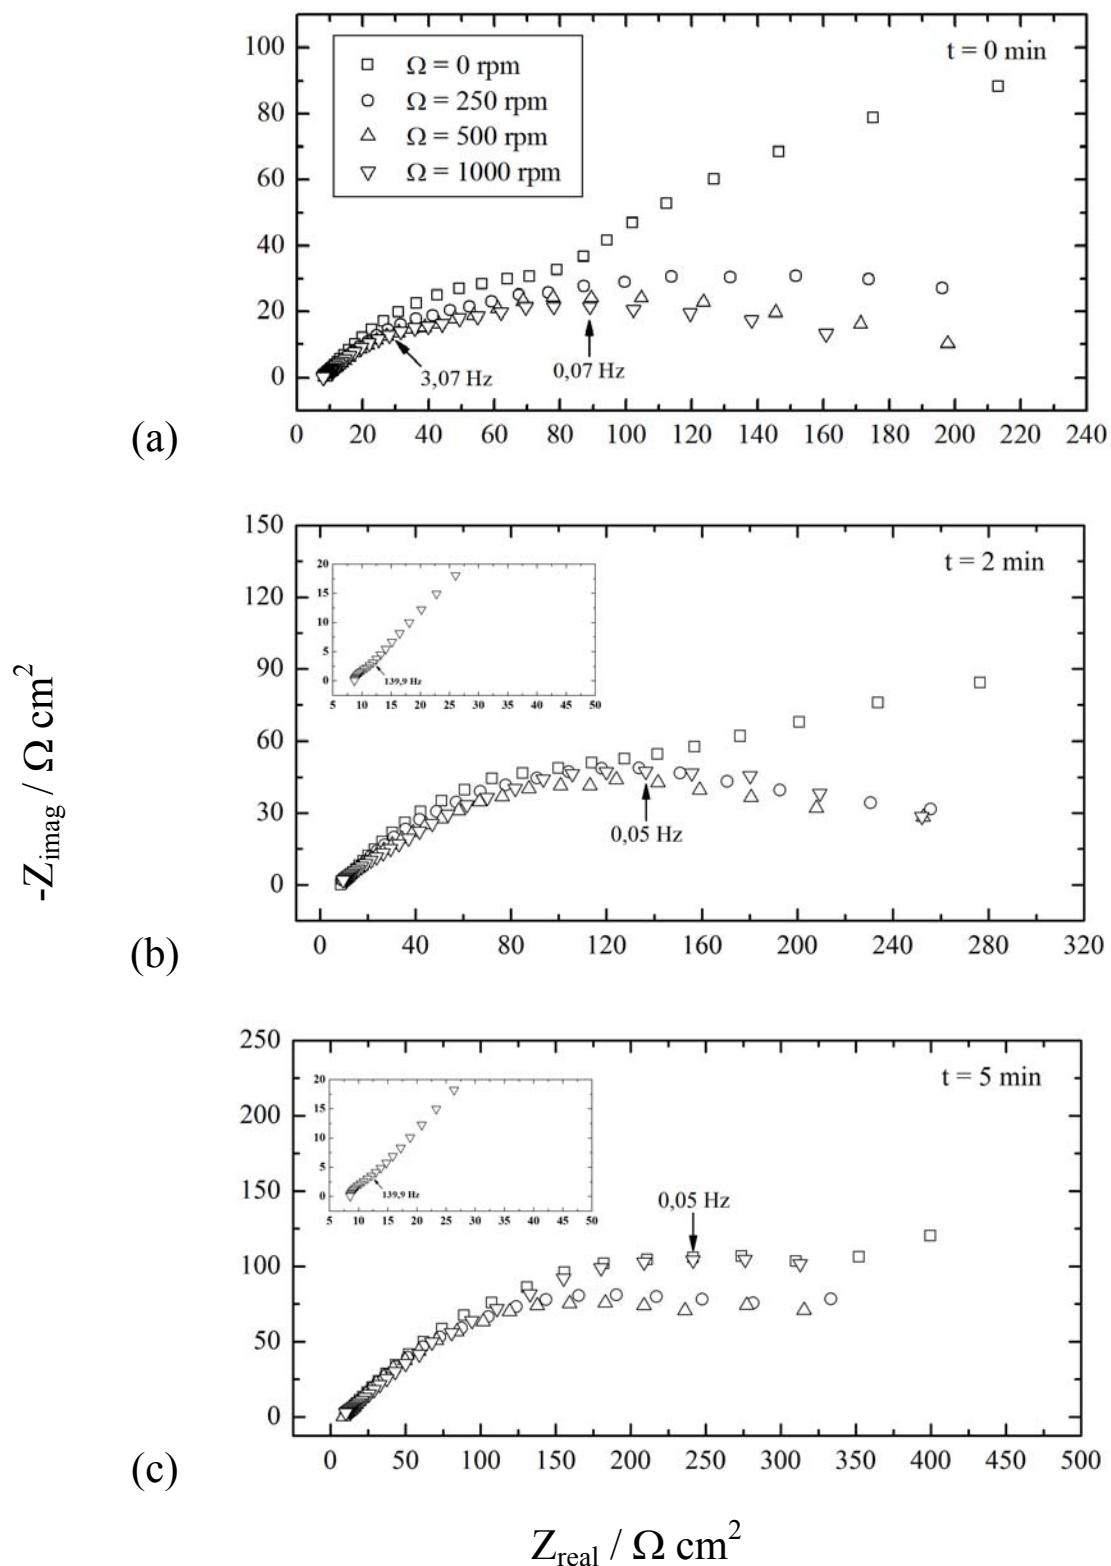 t = 0 min
Ω = 0 rpm
Ω = 250 rpm
Ω = 500 rpm
Ω = 1000 rpm
100
80
60
40
20
0
3,07 Hz
0,07 Hz
0 20 40 60 80 100 120 140 160 180 200 220 240
(a)
t = 2 min
150
120
90
60
30
0
20
15
10
5
0
139,9 Hz
5 10 15 20 25 30 35 40 45 50
0,05 Hz
0 40 80 120 160 200 240 280 320
(b)
-Z_imag / Ω cm²
t = 5 min
250
200
150
100
50
0
20
15
10
5
0
139,9 Hz
5 10 15 20 25 30 35 40 45 50
0,05 Hz
0 50 100 150 200 250 300 350 400 450 500
(c)
Z_real / Ω cm²